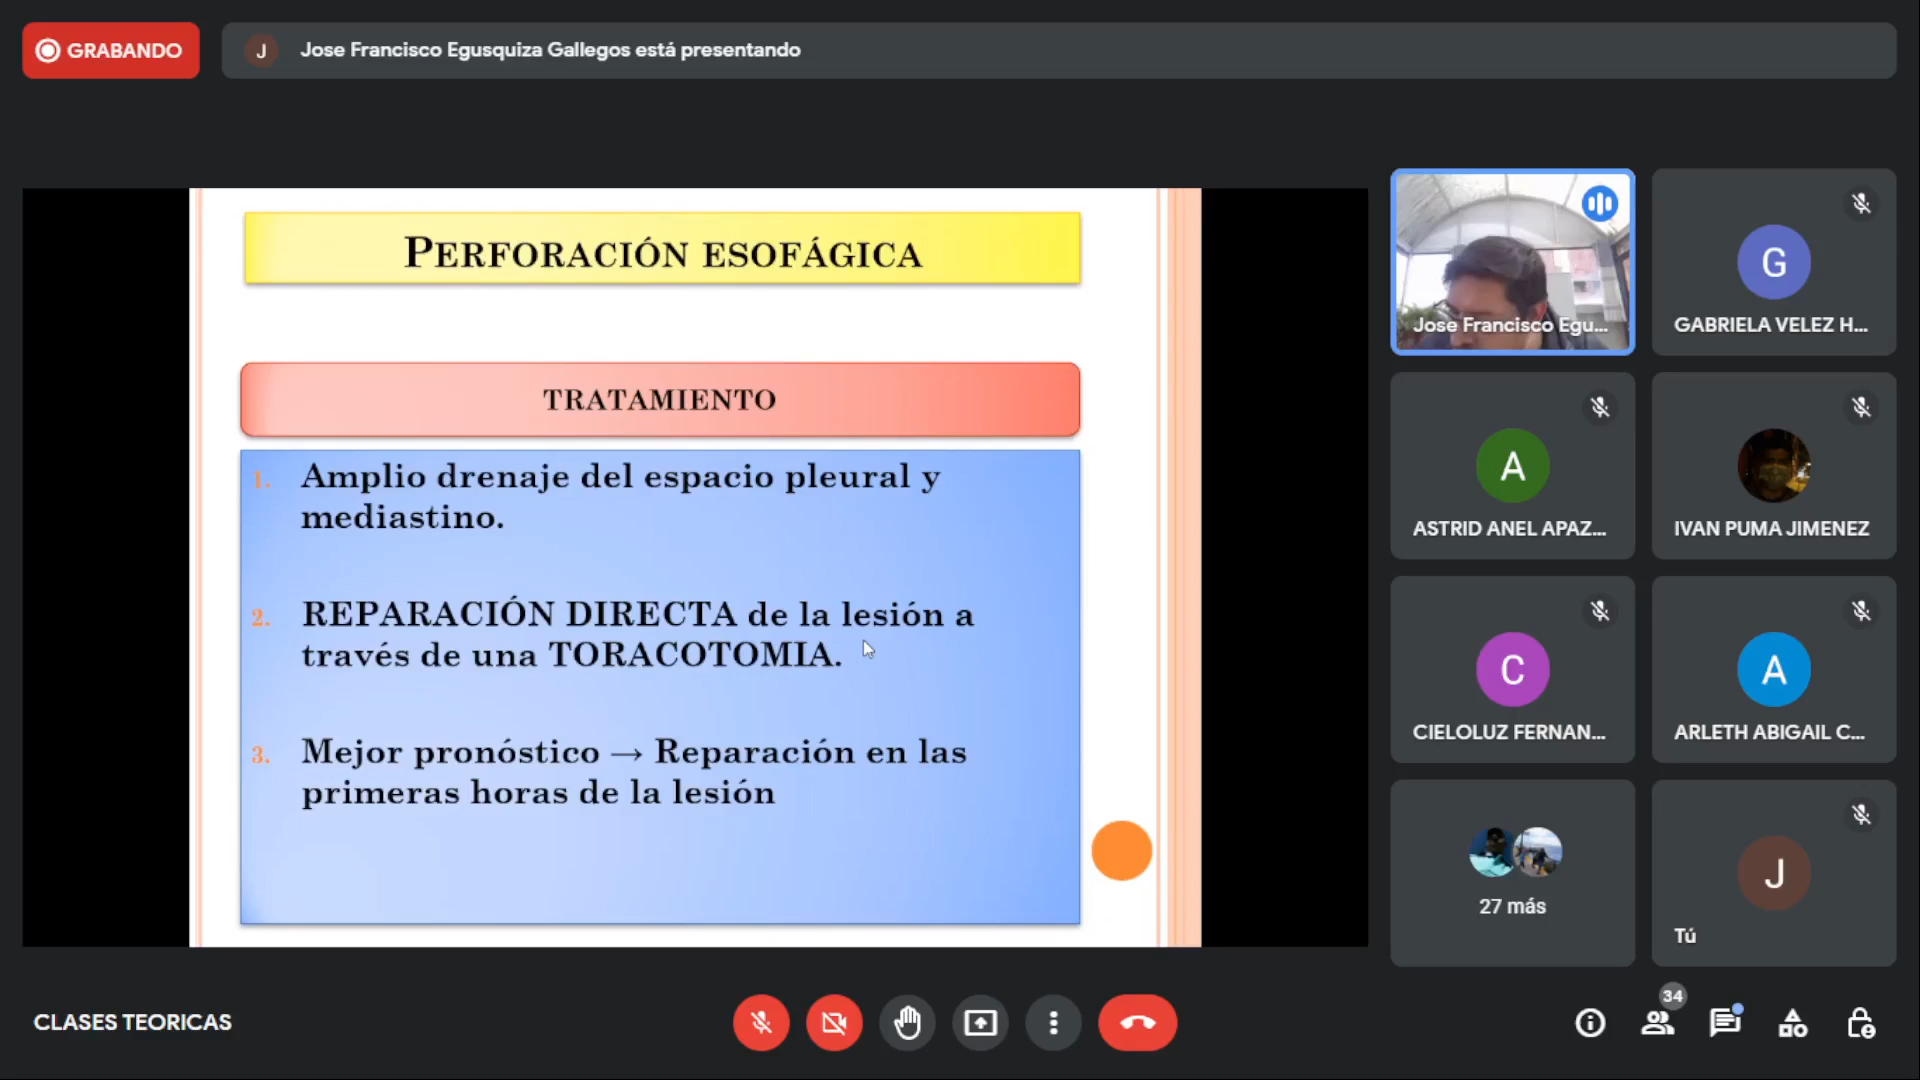 GRABANDO
J
Jose Francisco Egusquiza Gallegos está presentando
PERFORACIÓN ESOFÁGICA
TRATAMIENTO
1. Amplio drenaje del espacio pleural y
mediastino.
2. REPARACIÓN DIRECTA de la lesión a
través de una TORACOTOMIA.
3. Mejor pronóstico → Reparación en las
primeras horas de la lesión
Jose Francisco Egu...
G
GABRIELA VELEZ H...
A
ASTRID ANEL APAZ...
IVAN PUMA JIMENEZ
C
CIELOLUZ FERNAN...
A
ARLETH ABIGAIL C...
27 más
J
Tú
CLASES TEORICAS
34